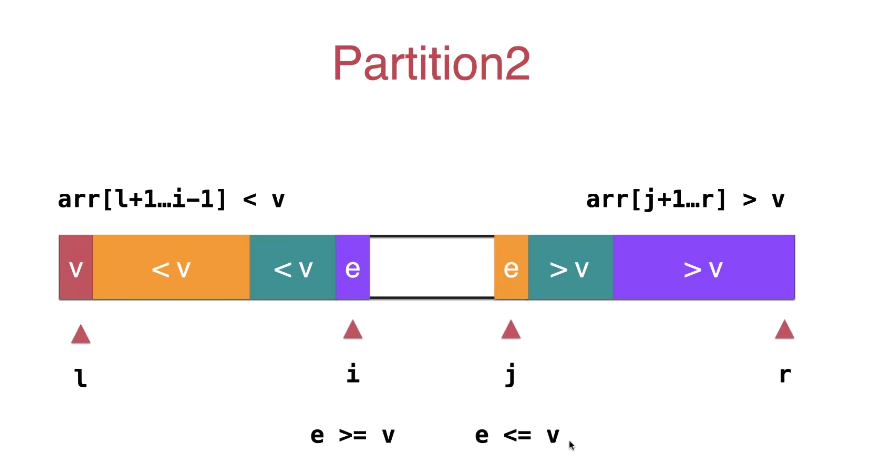 Partition2
arr[l+1…i-1] < v
arr[j+1…r] > v
v
< v
< v
e
e
> v
> v
l
i
j
r
e >= v
e <= v